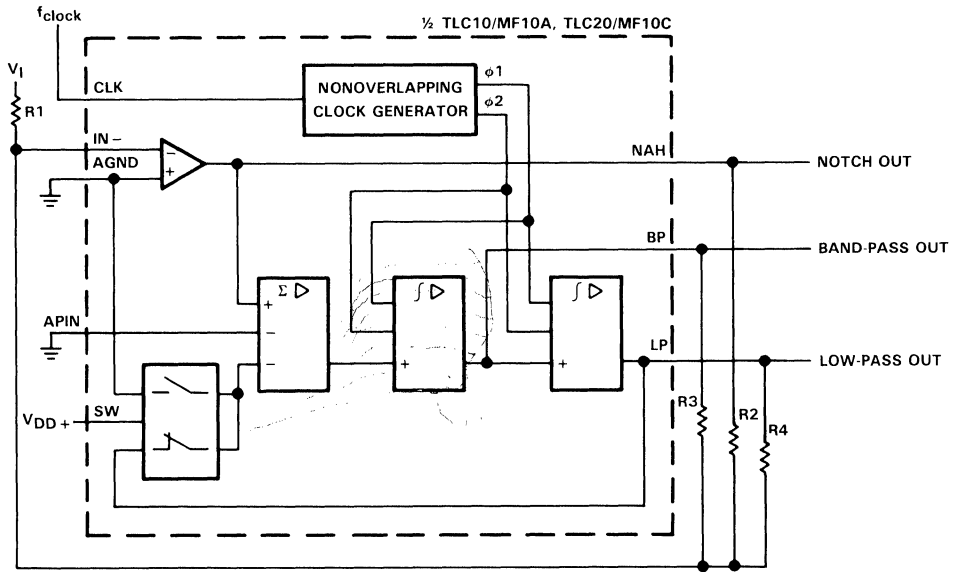 fclock
½ TLC10/MF10A, TLC20/MF10C
VI
R1
CLK
NONOVERLAPPING
CLOCK GENERATOR
φ1
φ2
IN –
AGND
–
+
NAH
NOTCH OUT
BP
BAND-PASS OUT
Σ ▷
+
–
–
∫ ▷
+
∫ ▷
+
APIN
LP
LOW-PASS OUT
VDD +
SW
R3
R2
R4